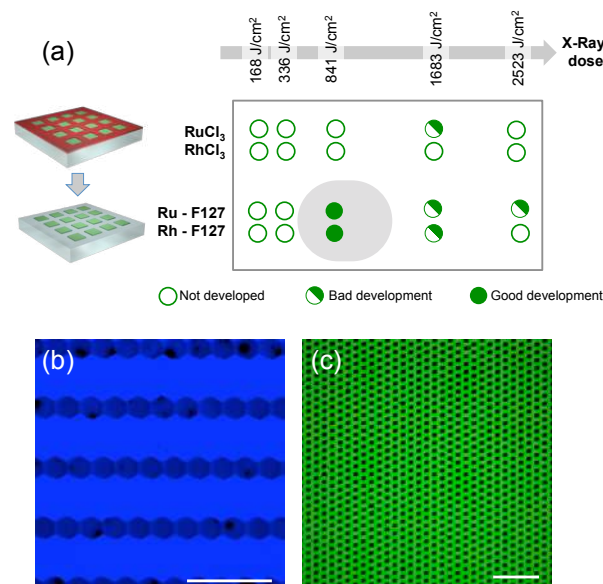 (a)
168 J/cm²
336 J/cm²
841 J/cm²
1683 J/cm²
2523 J/cm²
X-Ray
dose
RuCl₃
RhCl₃
Ru - F127
Rh - F127
Not developed
Bad development
Good development
(b)
(c)